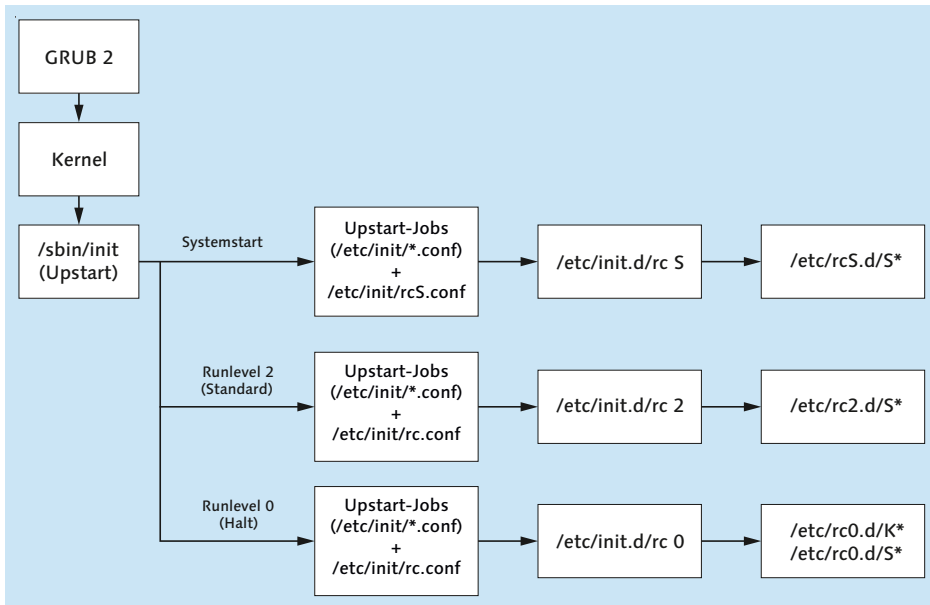 GRUB 2
Kernel
/sbin/init
(Upstart)
Systemstart
Upstart-Jobs
(/etc/init/*.conf)
+
/etc/init/rcS.conf
/etc/init.d/rc S
/etc/rcS.d/S*
Runlevel 2
(Standard)
Upstart-Jobs
(/etc/init/*.conf)
+
/etc/init/rc.conf
/etc/init.d/rc 2
/etc/rc2.d/S*
Runlevel 0
(Halt)
Upstart-Jobs
(/etc/init/*.conf)
+
/etc/init/rc.conf
/etc/init.d/rc 0
/etc/rc0.d/K*
/etc/rc0.d/S*